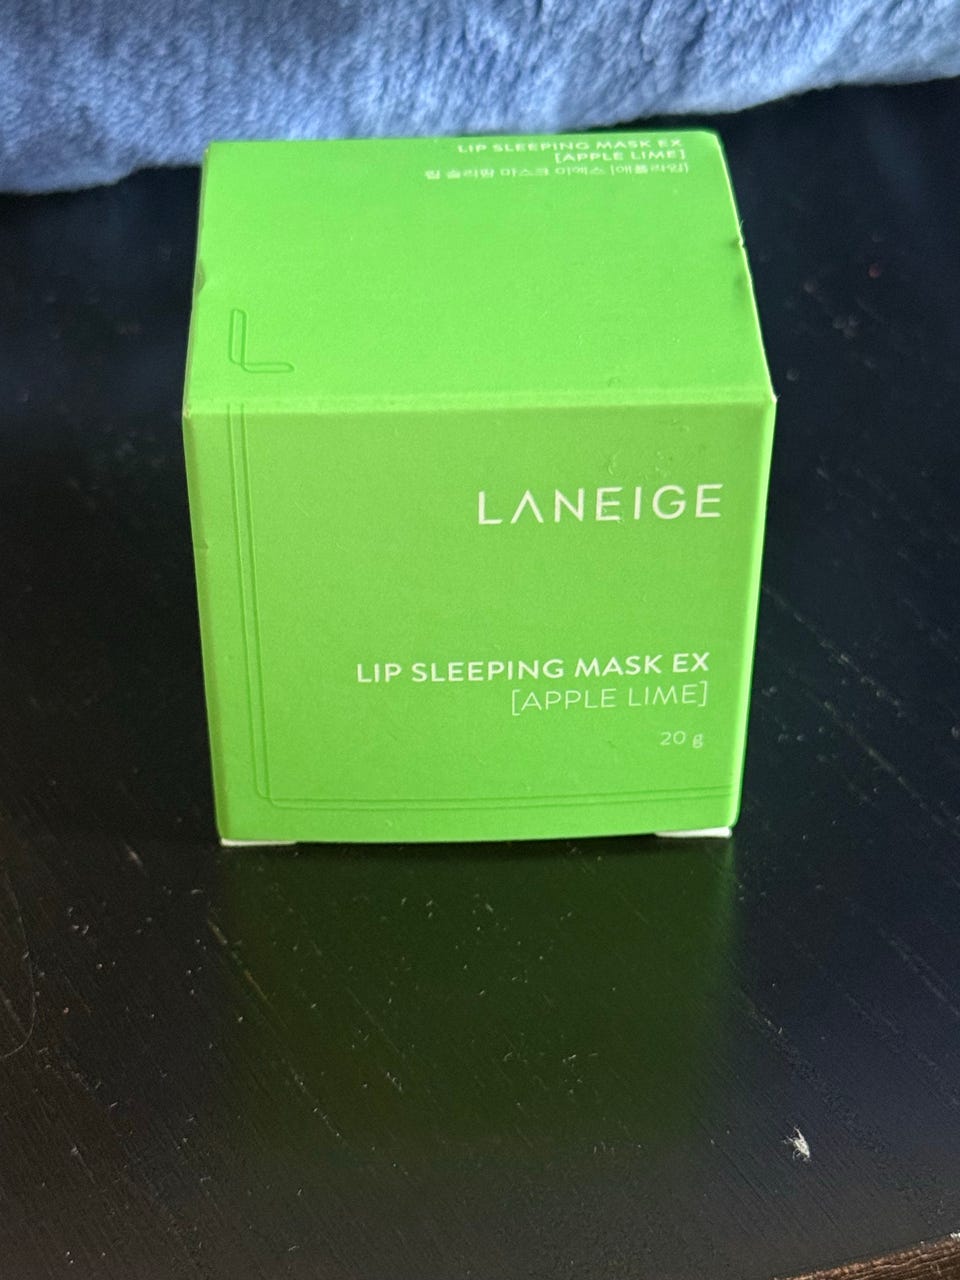 LIP SLEEPING MASK EX
[APPLE LIME]
립 슬리핑 마스크 이엑스 [애플라임]
LANEIGE
LIP SLEEPING MASK EX
[APPLE LIME]
20 g